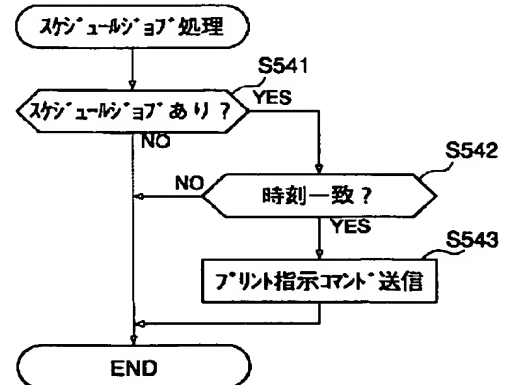 スケジュールジョブ処理
S541
スケジュールジョブあり?
YES
NO
S542
NO
時刻一致?
YES
S543
プリント指示コマンド送信
END